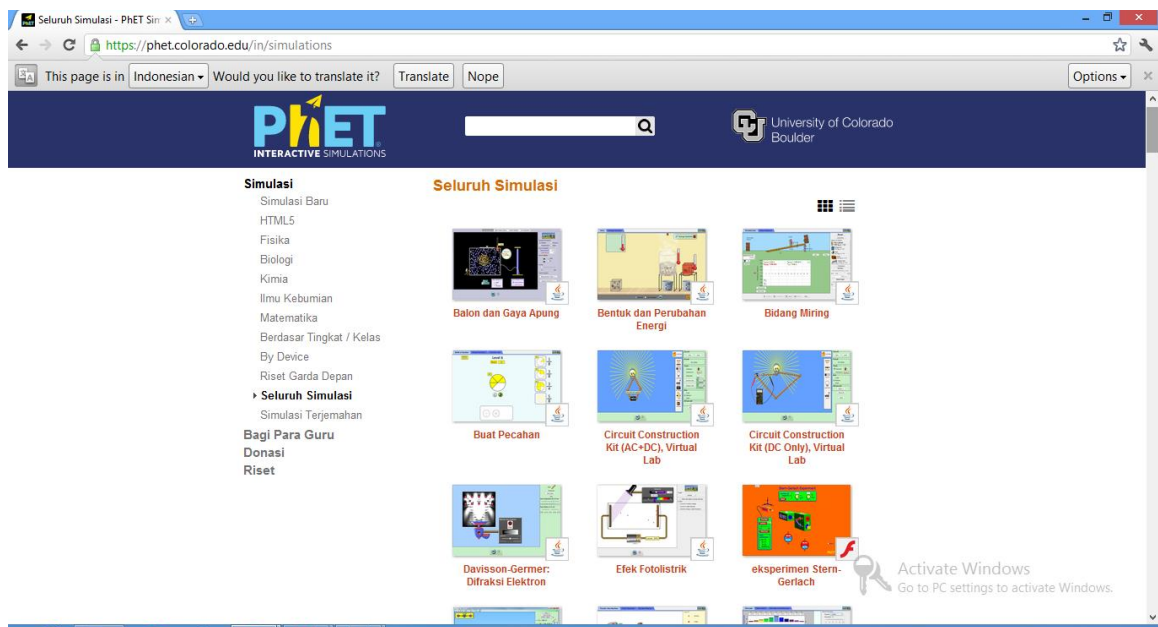 Seluruh Simulasi - PhET Sim
https://phet.colorado.edu/in/simulations
This page is in Indonesian Would you like to translate it? Translate Nope Options
PhET
INTERACTIVE SIMULATIONS
University of Colorado
Boulder
Simulasi
Simulasi Baru
HTML5
Fisika
Biologi
Kimia
Ilmu Kebumian
Matematika
Berdasar Tingkat / Kelas
By Device
Riset Garda Depan
Seluruh Simulasi
Simulasi Terjemahan
Bagi Para Guru
Donasi
Riset
Seluruh Simulasi
Balon dan Gaya Apung
Bentuk dan Perubahan
Energi
Bidang Miring
Buat Pecahan
Circuit Construction
Kit (AC+DC), Virtual
Lab
Circuit Construction
Kit (DC Only), Virtual
Lab
Davisson-Germer:
Difraksi Elektron
Efek Fotolistrik
eksperimen Stern-
Gerlach
Activate Windows
Go to PC settings to activate Windows.